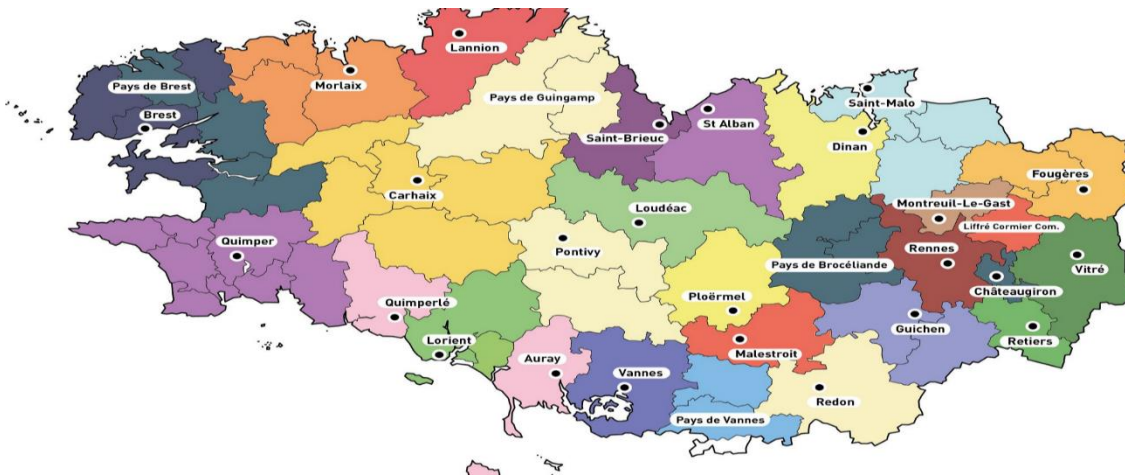 Lannion
Pays de Brest
Morlaix
Pays de Guingamp
Saint-Malo
Brest
St Alban
Saint-Brieuc
Dinan
Fougères
Carhaix
Montreuil-Le-Gast
Loudéac
Liffré Cormier Com.
Quimper
Rennes
Pontivy
Pays de Brocéliande
Vitré
Châteaugiron
Ploërmel
Quimperlé
Guichen
Retiers
Lorient
Malestroit
Auray
Vannes
Redon
Pays de Vannes